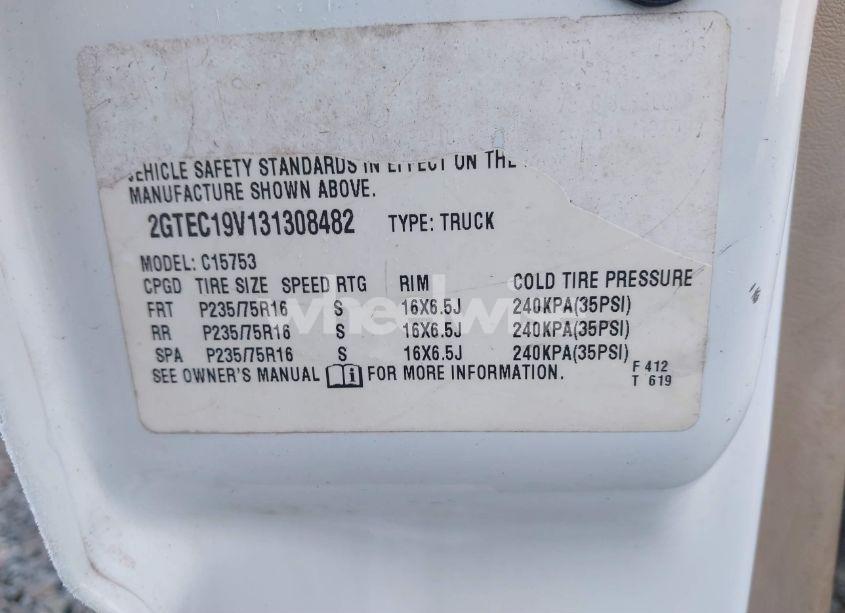 VEHICLE SAFETY STANDARDS IN EFFECT ON THE
MANUFACTURE SHOWN ABOVE.
2GTEC19V131308482 TYPE: TRUCK
MODEL: C15753
CPGD TIRE SIZE SPEED RTG RIM COLD TIRE PRESSURE
FRT P235/75R16 S 16X6.5J 240KPA(35PSI)
RR P235/75R16 S 16X6.5J 240KPA(35PSI)
SPA P235/75R16 S 16X6.5J 240KPA(35PSI)
SEE OWNER'S MANUAL FOR MORE INFORMATION.
F 412
T 619